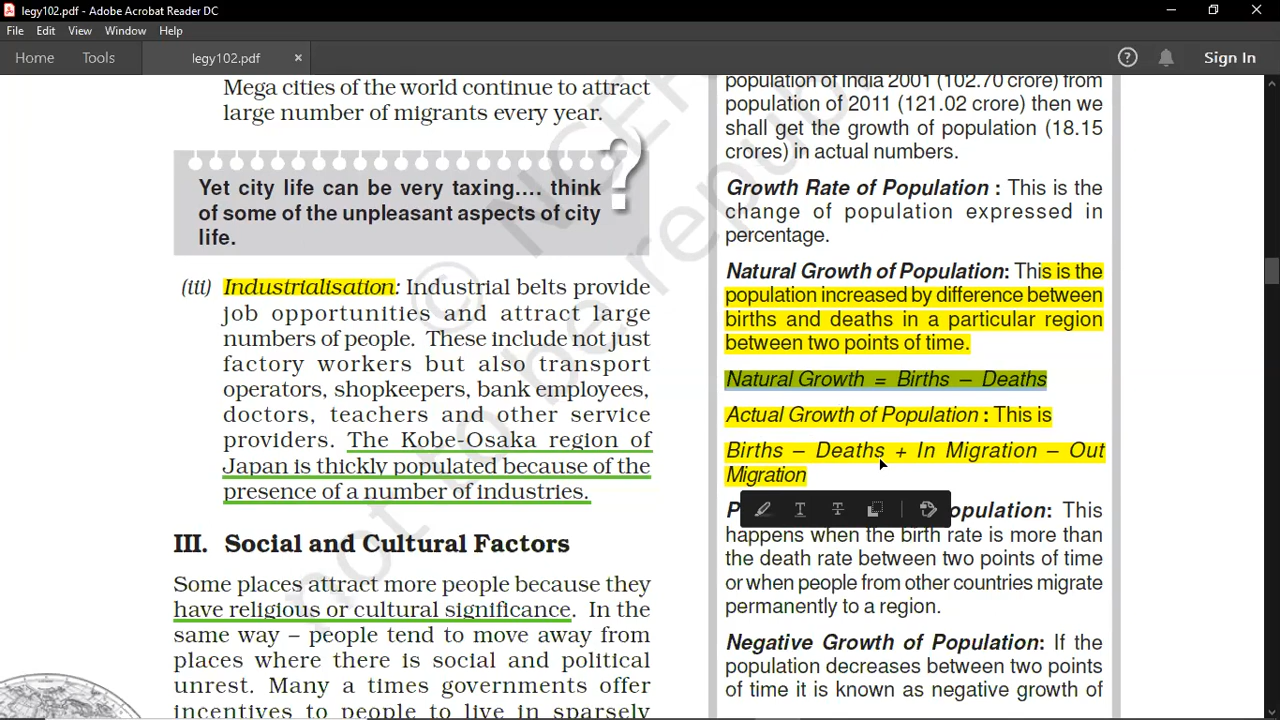 legy102.pdf - Adobe Acrobat Reader DC
File Edit View Window Help
Home Tools legy102.pdf × Sign In
Mega cities of the world continue to attract
large number of migrants every year.
Yet city life can be very taxing.... think
of some of the unpleasant aspects of city
life.
?
(iii) Industrialisation: Industrial belts provide
job opportunities and attract large
numbers of people. These include not just
factory workers but also transport
operators, shopkeepers, bank employees,
doctors, teachers and other service
providers. The Kobe-Osaka region of
Japan is thickly populated because of the
presence of a number of industries.
III. Social and Cultural Factors
Some places attract more people because they
have religious or cultural significance. In the
same way – people tend to move away from
places where there is social and political
unrest. Many a times governments offer
incentives to people to live in sparsely
population of India 2001 (102.70 crore) from
population of 2011 (121.02 crore) then we
shall get the growth of population (18.15
crores) in actual numbers.
Growth Rate of Population : This is the
change of population expressed in
percentage.
Natural Growth of Population: This is the
population increased by difference between
births and deaths in a particular region
between two points of time.
Natural Growth = Births – Deaths
Actual Growth of Population : This is
Births – Deaths + In Migration – Out
Migration
opulation: This
happens when the birth rate is more than
the death rate between two points of time
or when people from other countries migrate
permanently to a region.
Negative Growth of Population: If the
population decreases between two points
of time it is known as negative growth of
© NCER
not to be republ